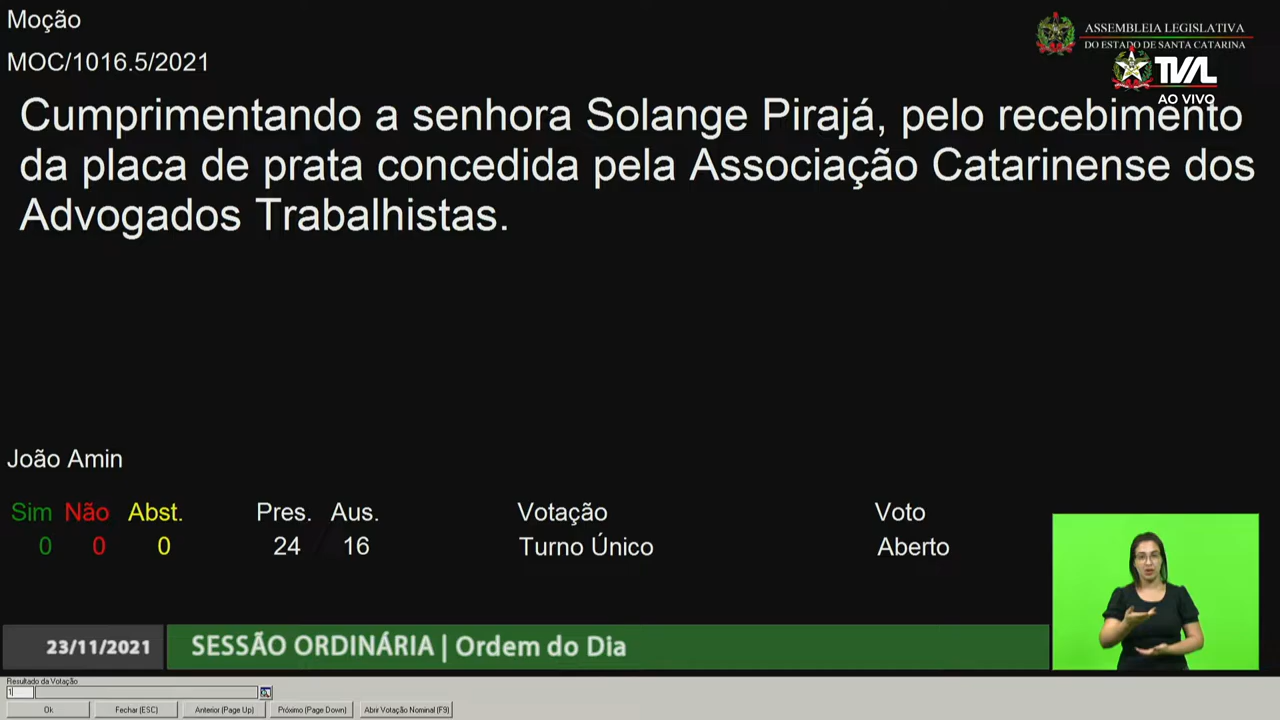 Moção
ASSEMBLEIA LEGISLATIVA
DO ESTADO DE SANTA CATARINA
MOC/1016.5/2021
TVAL
AO VIVO
Cumprimentando a senhora Solange Pirajá, pelo recebimento
da placa de prata concedida pela Associação Catarinense dos
Advogados Trabalhistas.
João Amin
Sim Não Abst. Pres. Aus. Votação Voto
0 0 0 24 16 Turno Único Aberto
23/11/2021 SESSÃO ORDINÁRIA | Ordem do Dia
Resultado da Votação
1
Ok Fechar (ESC) Anterior (Page Up) Próximo (Page Down) Abrir Votação Nominal (F9)